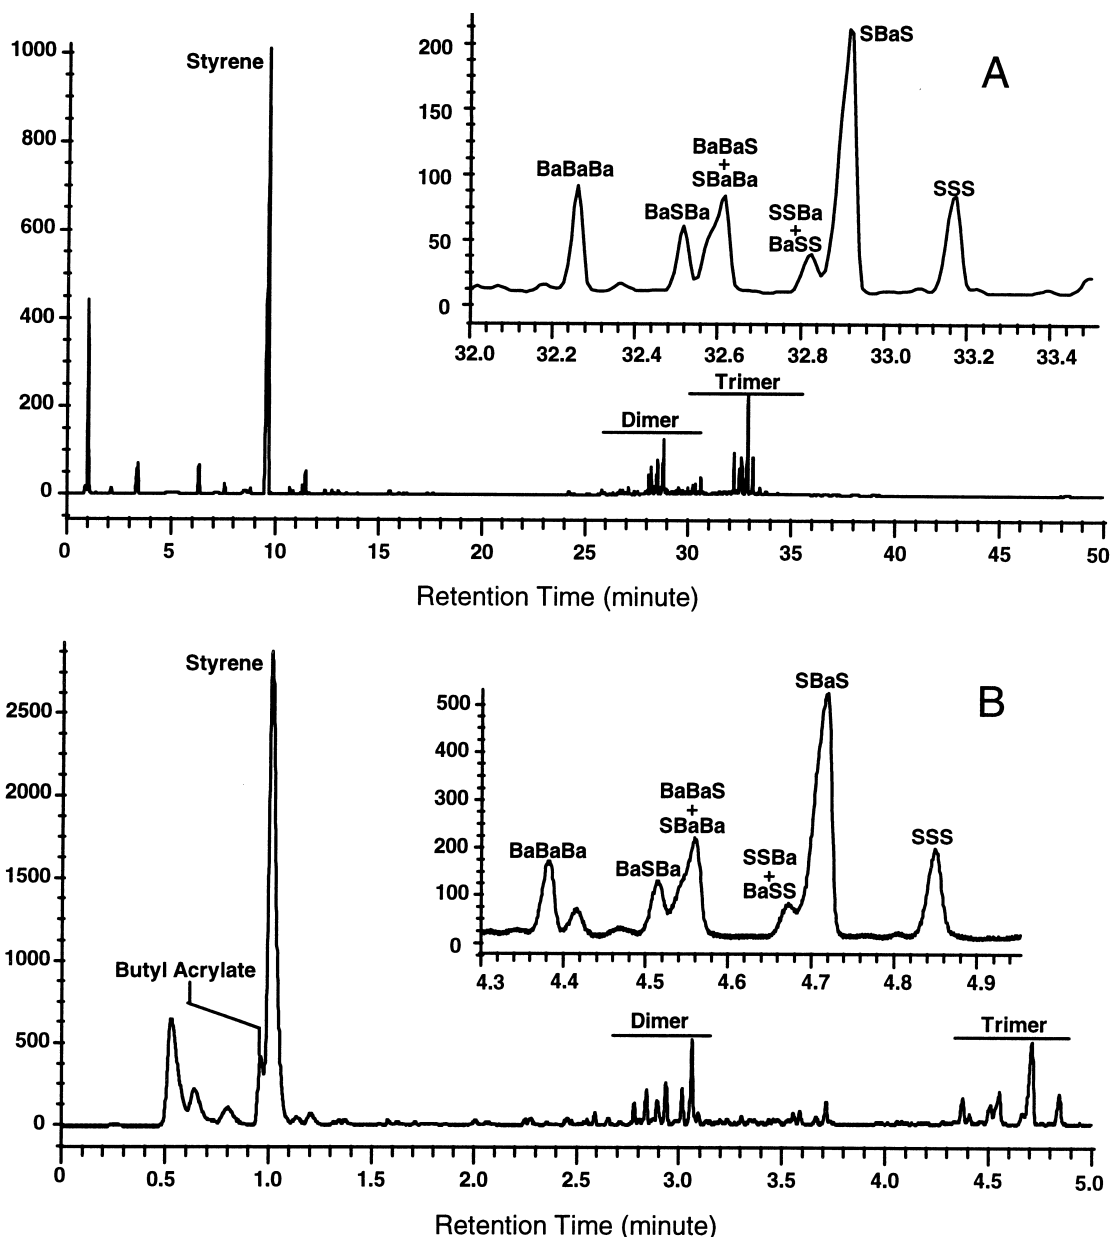 A
1000
800
600
400
200
0
Styrene
Dimer
Trimer
200
150
100
50
0
BaBaBa
BaSBa
BaBaS
+
SBaBa
SSBa
+
BaSS
SBaS
SSS
32.0 32.2 32.4 32.6 32.8 33.0 33.2 33.4
0 5 10 15 20 25 30 35 40 45 50
Retention Time (minute)
B
2500
2000
1500
1000
500
0
Styrene
Butyl Acrylate
Dimer
Trimer
500
400
300
200
100
0
BaBaBa
BaSBa
BaBaS
+
SBaBa
SSBa
+
BaSS
SBaS
SSS
4.3 4.4 4.5 4.6 4.7 4.8 4.9
0 0.5 1.0 1.5 2.0 2.5 3.0 3.5 4.0 4.5 5.0
Retention Time (minute)